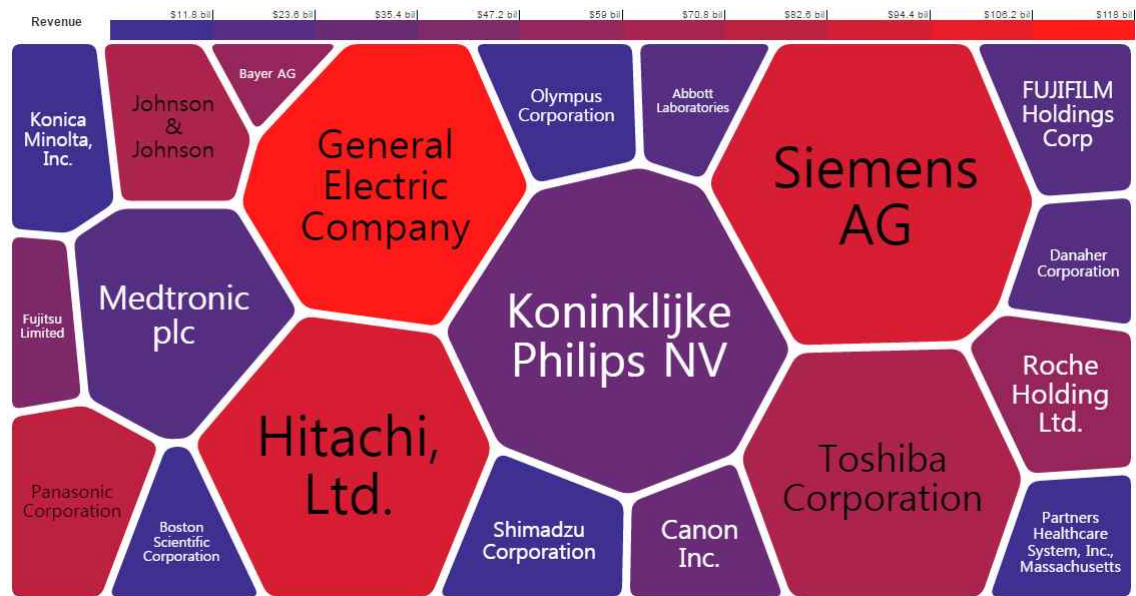 Revenue
$11.8 bil
$23.6 bil
$35.4 bil
$47.2 bil
$59 bil
$70.8 bil
$82.6 bil
$94.4 bil
$106.2 bil
$118 bil
Konica
Minolta,
Inc.
Johnson
&
Johnson
Bayer AG
General
Electric
Company
Olympus
Corporation
Abbott
Laboratories
Siemens
AG
FUJIFILM
Holdings
Corp
Fujitsu
Limited
Medtronic
plc
Koninklijke
Philips NV
Danaher
Corporation
Roche
Holding
Ltd.
Panasonic
Corporation
Boston
Scientific
Corporation
Hitachi,
Ltd.
Shimadzu
Corporation
Canon
Inc.
Toshiba
Corporation
Partners
Healthcare
System, Inc.,
Massachusetts